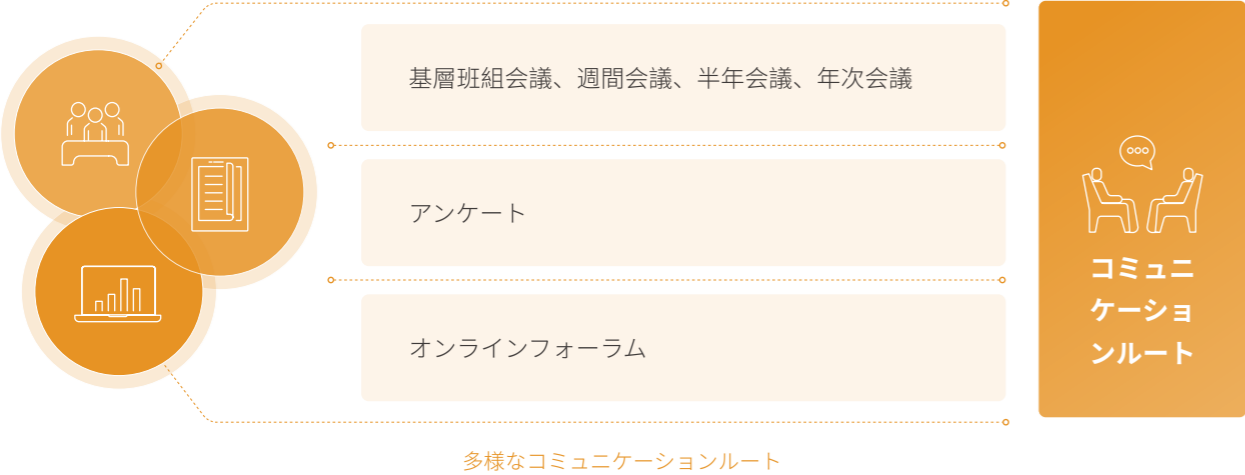 基層班組会議、週間会議、半年会議、年次会議
アンケート
オンラインフォーラム
コミュニ
ケーショ
ンルート
多様なコミュニケーションルート